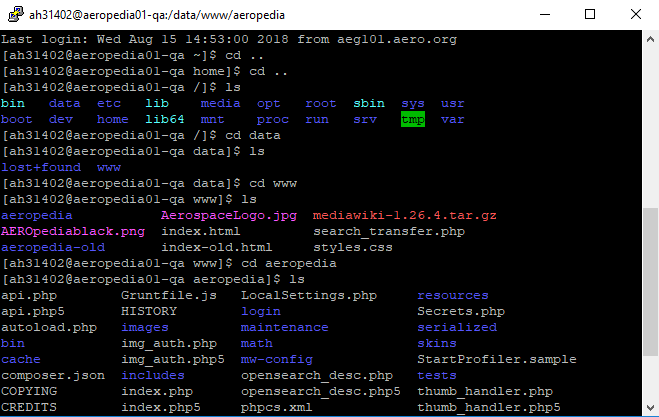 ah31402@aeropedia01-qa:/data/www/aeropedia
Last login: Wed Aug 15 14:53:00 2018 from aegl01.aero.org
[ah31402@aeropedia01-qa ~]$ cd ..
[ah31402@aeropedia01-qa home]$ cd ..
[ah31402@aeropedia01-qa /]$ ls
bin data etc lib media opt root sbin sys usr
boot dev home lib64 mnt proc run srv tmp var
[ah31402@aeropedia01-qa /]$ cd data
[ah31402@aeropedia01-qa data]$ ls
lost+found www
[ah31402@aeropedia01-qa data]$ cd www
[ah31402@aeropedia01-qa www]$ ls
aeropedia AerospaceLogo.jpg mediawiki-1.26.4.tar.gz
AEROpediablack.png index.html search_transfer.php
aeropedia-old index-old.html styles.css
[ah31402@aeropedia01-qa www]$ cd aeropedia
[ah31402@aeropedia01-qa aeropedia]$ ls
api.php Gruntfile.js LocalSettings.php resources
api.php5 HISTORY login Secrets.php
autoload.php images maintenance serialized
bin img_auth.php math skins
cache img_auth.php5 mw-config StartProfiler.sample
composer.json includes opensearch_desc.php tests
COPYING index.php opensearch_desc.php5 thumb_handler.php
CREDITS index.php5 phpcs.xml thumb_handler.php5